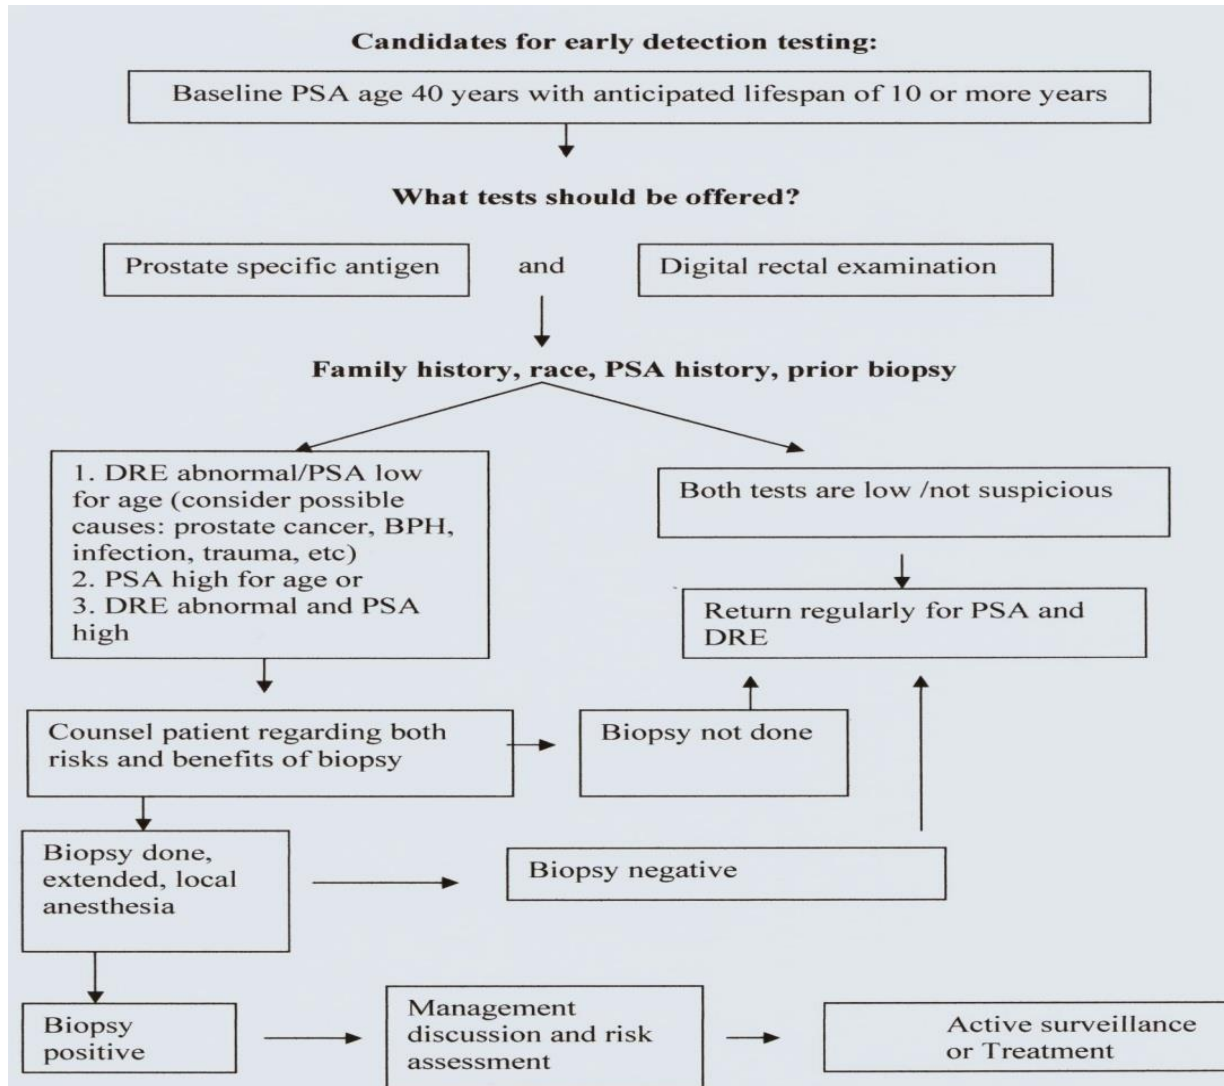 Candidates for early detection testing:
Baseline PSA age 40 years with anticipated lifespan of 10 or more years
What tests should be offered?
Prostate specific antigen
and
Digital rectal examination
Family history, race, PSA history, prior biopsy
1. DRE abnormal/PSA low
for age (consider possible
causes: prostate cancer, BPH,
infection, trauma, etc)
2. PSA high for age or
3. DRE abnormal and PSA
high
Both tests are low /not suspicious
Return regularly for PSA and
DRE
Counsel patient regarding both
risks and benefits of biopsy
Biopsy not done
Biopsy done,
extended, local
anesthesia
Biopsy negative
Biopsy
positive
Management
discussion and risk
assessment
Active surveillance
or Treatment